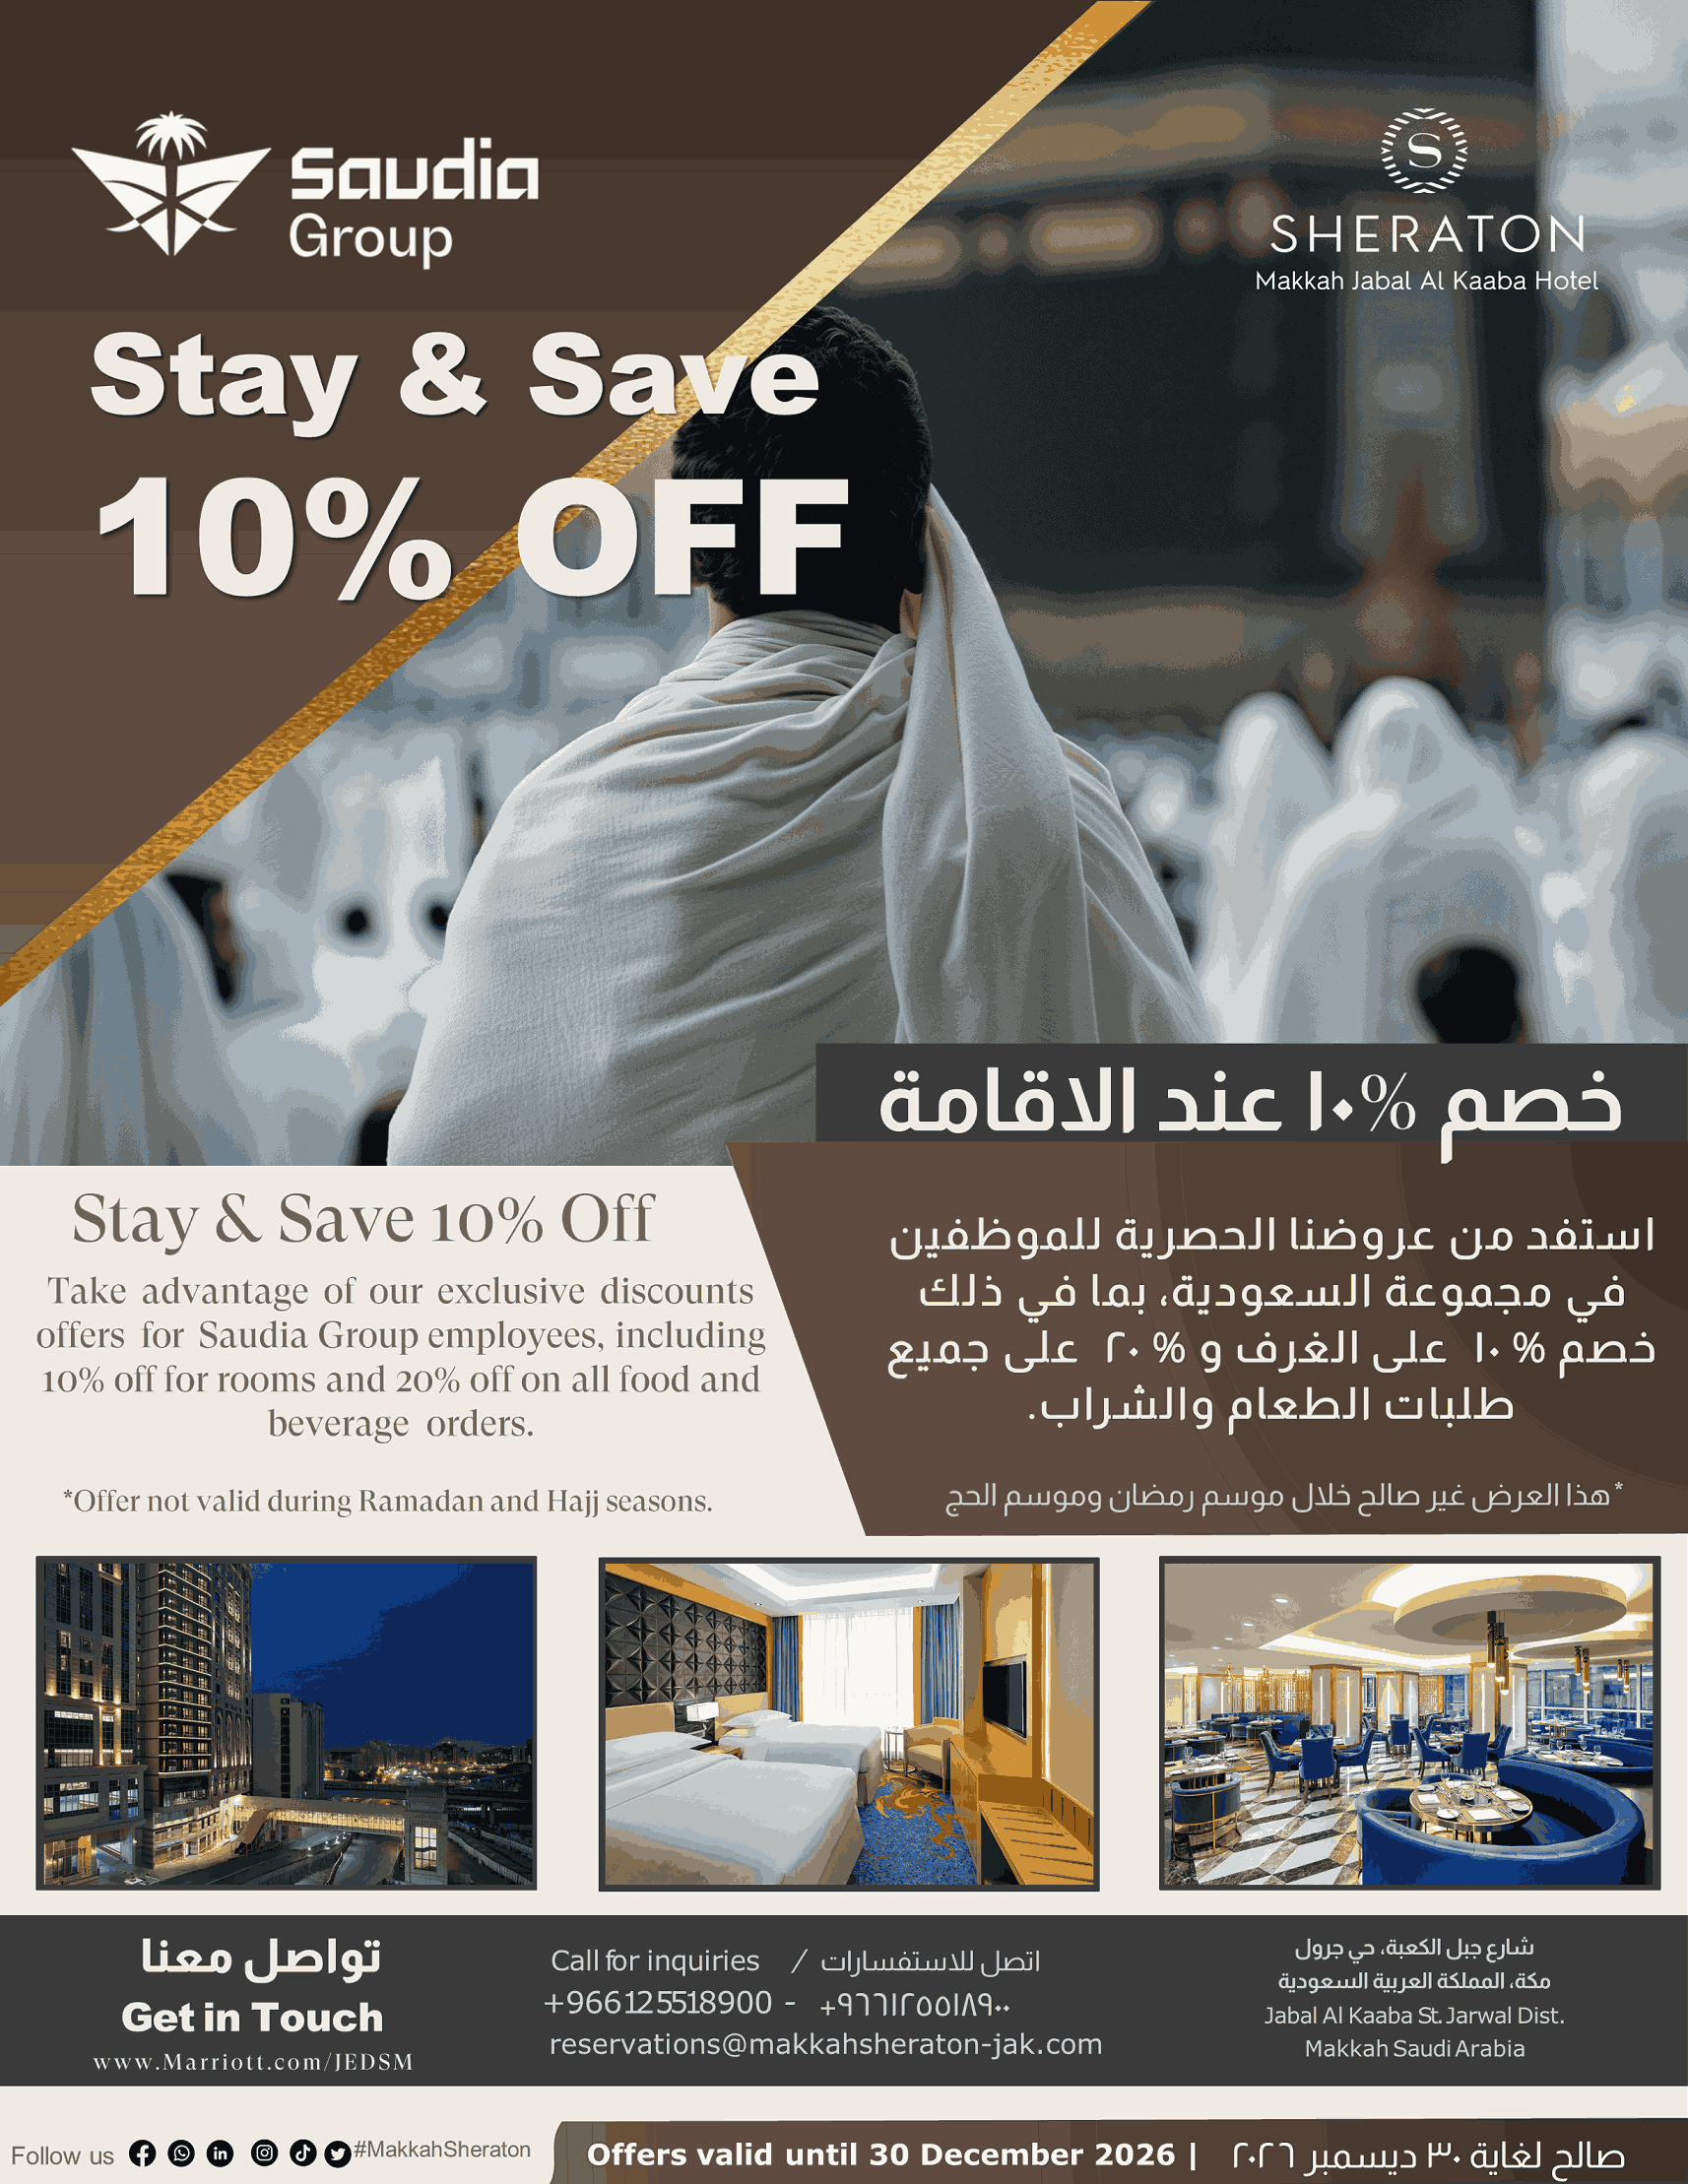 Saudia
Group
S
SHERATON
Makkah Jabal Al Kaaba Hotel
Stay & Save
10% OFF
خصم %١٠ عند الاقامة
Stay & Save 10% Off
Take advantage of our exclusive discounts
offers for Saudia Group employees, including
10% off for rooms and 20% off on all food and
beverage orders.
*Offer not valid during Ramadan and Hajj seasons.
استفد من عروضنا الحصرية للموظفين
في مجموعة السعودية، بما في ذلك
خصم % ١٠ على الغرف و % ٢٠ على جميع
طلبات الطعام والشراب.
*هذا العرض غير صالح خلال موسم رمضان وموسم الحج
تواصل معنا
Get in Touch
www.Marriott.com/JEDSM
Call for inquiries / اتصل للاستفسارات
+966125518900 - +٩٦٦١٢٥٥١٨٩٠٠
reservations@makkahsheraton-jak.com
شارع جبل الكعبة، حي جرول
مكة، المملكة العربية السعودية
Jabal Al Kaaba St. Jarwal Dist.
Makkah Saudi Arabia
Follow us #MakkahSheraton
Offers valid until 30 December 2026 | صالح لغاية ٣٠ ديسمبر ٢٠٢٦